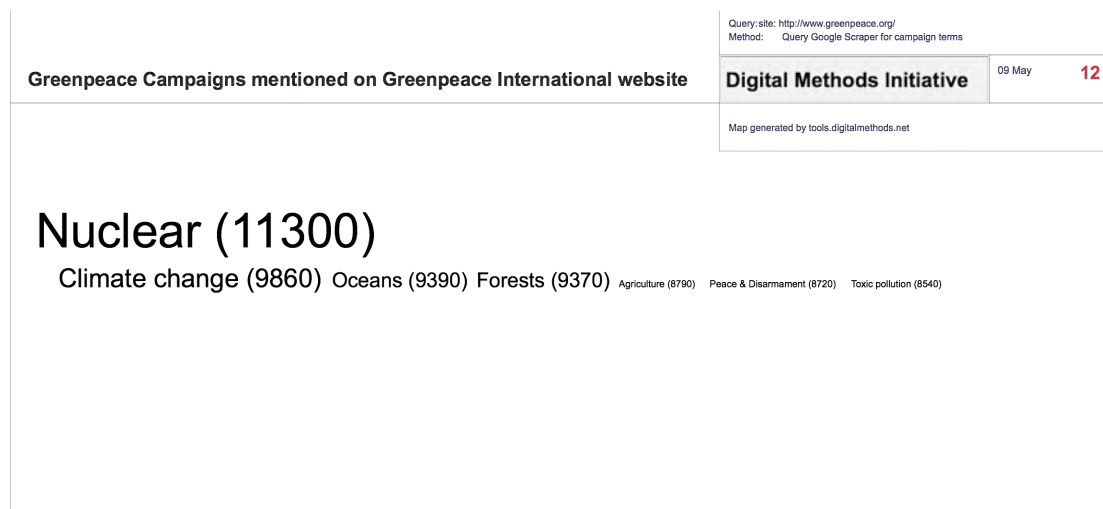 Query: site: http://www.greenpeace.org/
Method: Query Google Scraper for campaign terms
Greenpeace Campaigns mentioned on Greenpeace International website
Digital Methods Initiative
09 May
12
Map generated by tools.digitalmethods.net
Nuclear (11300)
Climate change (9860) Oceans (9390) Forests (9370) Agriculture (8790) Peace & Disarmament (8720) Toxic pollution (8540)